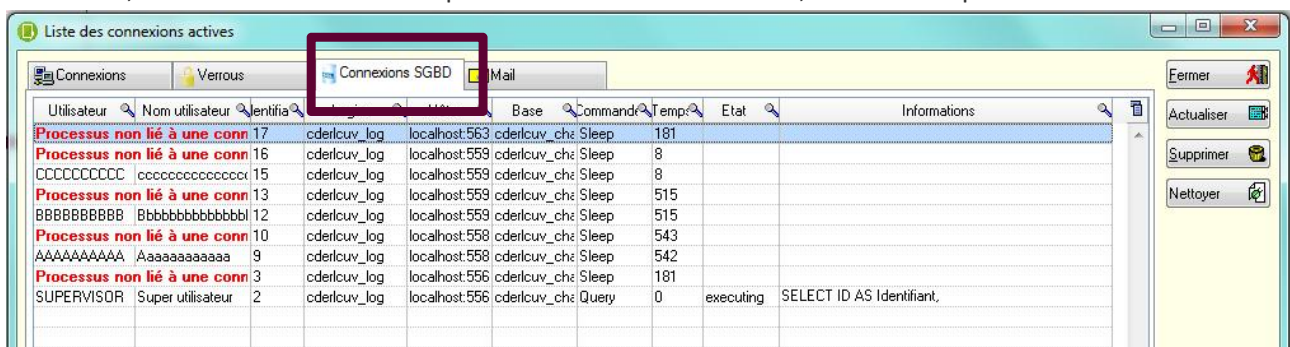 Liste des connexions actives
Connexions Verrous Connexions SGBD Mail
Fermer
Actualiser
Supprimer
Nettoyer
Utilisateur Nom utilisateur Identifia Base Commande Temps Etat Informations
Processus non lié à une conn 17 cderlcuv_log localhost:563 cderlcuv_cha Sleep 181
Processus non lié à une conn 16 cderlcuv_log localhost:559 cderlcuv_cha Sleep 8
CCCCCCCCCC cccccccccccccc 15 cderlcuv_log localhost:559 cderlcuv_cha Sleep 8
Processus non lié à une conn 13 cderlcuv_log localhost:559 cderlcuv_cha Sleep 515
BBBBBBBBBB Bbbbbbbbbbbbbbl 12 cderlcuv_log localhost:559 cderlcuv_cha Sleep 515
Processus non lié à une conn 10 cderlcuv_log localhost:558 cderlcuv_cha Sleep 543
AAAAAAAAAA Aaaaaaaaaaaa 9 cderlcuv_log localhost:558 cderlcuv_cha Sleep 542
Processus non lié à une conn 3 cderlcuv_log localhost:556 cderlcuv_cha Sleep 181
SUPERVISOR Super utilisateur 2 cderlcuv_log localhost:556 cderlcuv_cha Query 0 executing SELECT ID AS Identifiant,